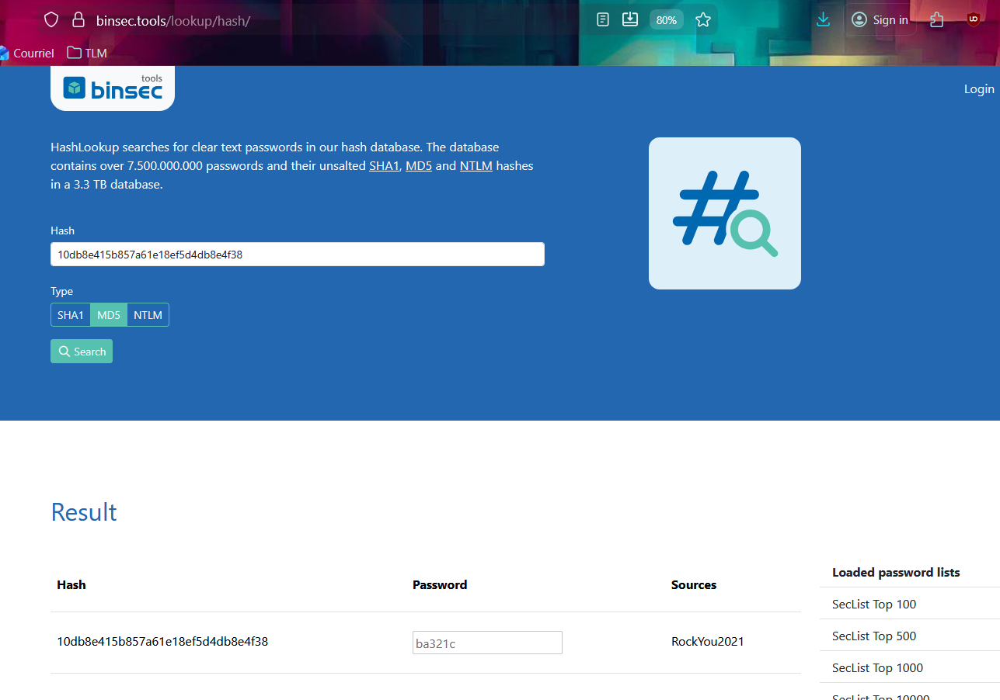 binsec.tools/lookup/hash/
80%
Sign in
Courriel
TLM
tools
binsec
Login
HashLookup searches for clear text passwords in our hash database. The database
contains over 7.500.000.000 passwords and their unsalted SHA1, MD5 and NTLM hashes
in a 3.3 TB database.
Hash
10db8e415b857a61e18ef5d4db8e4f38
Type
SHA1 MD5 NTLM
Search
Result
Hash Password Sources
10db8e415b857a61e18ef5d4db8e4f38 ba321c RockYou2021
Loaded password lists
SecList Top 100
SecList Top 500
SecList Top 1000
SecList Top 10000